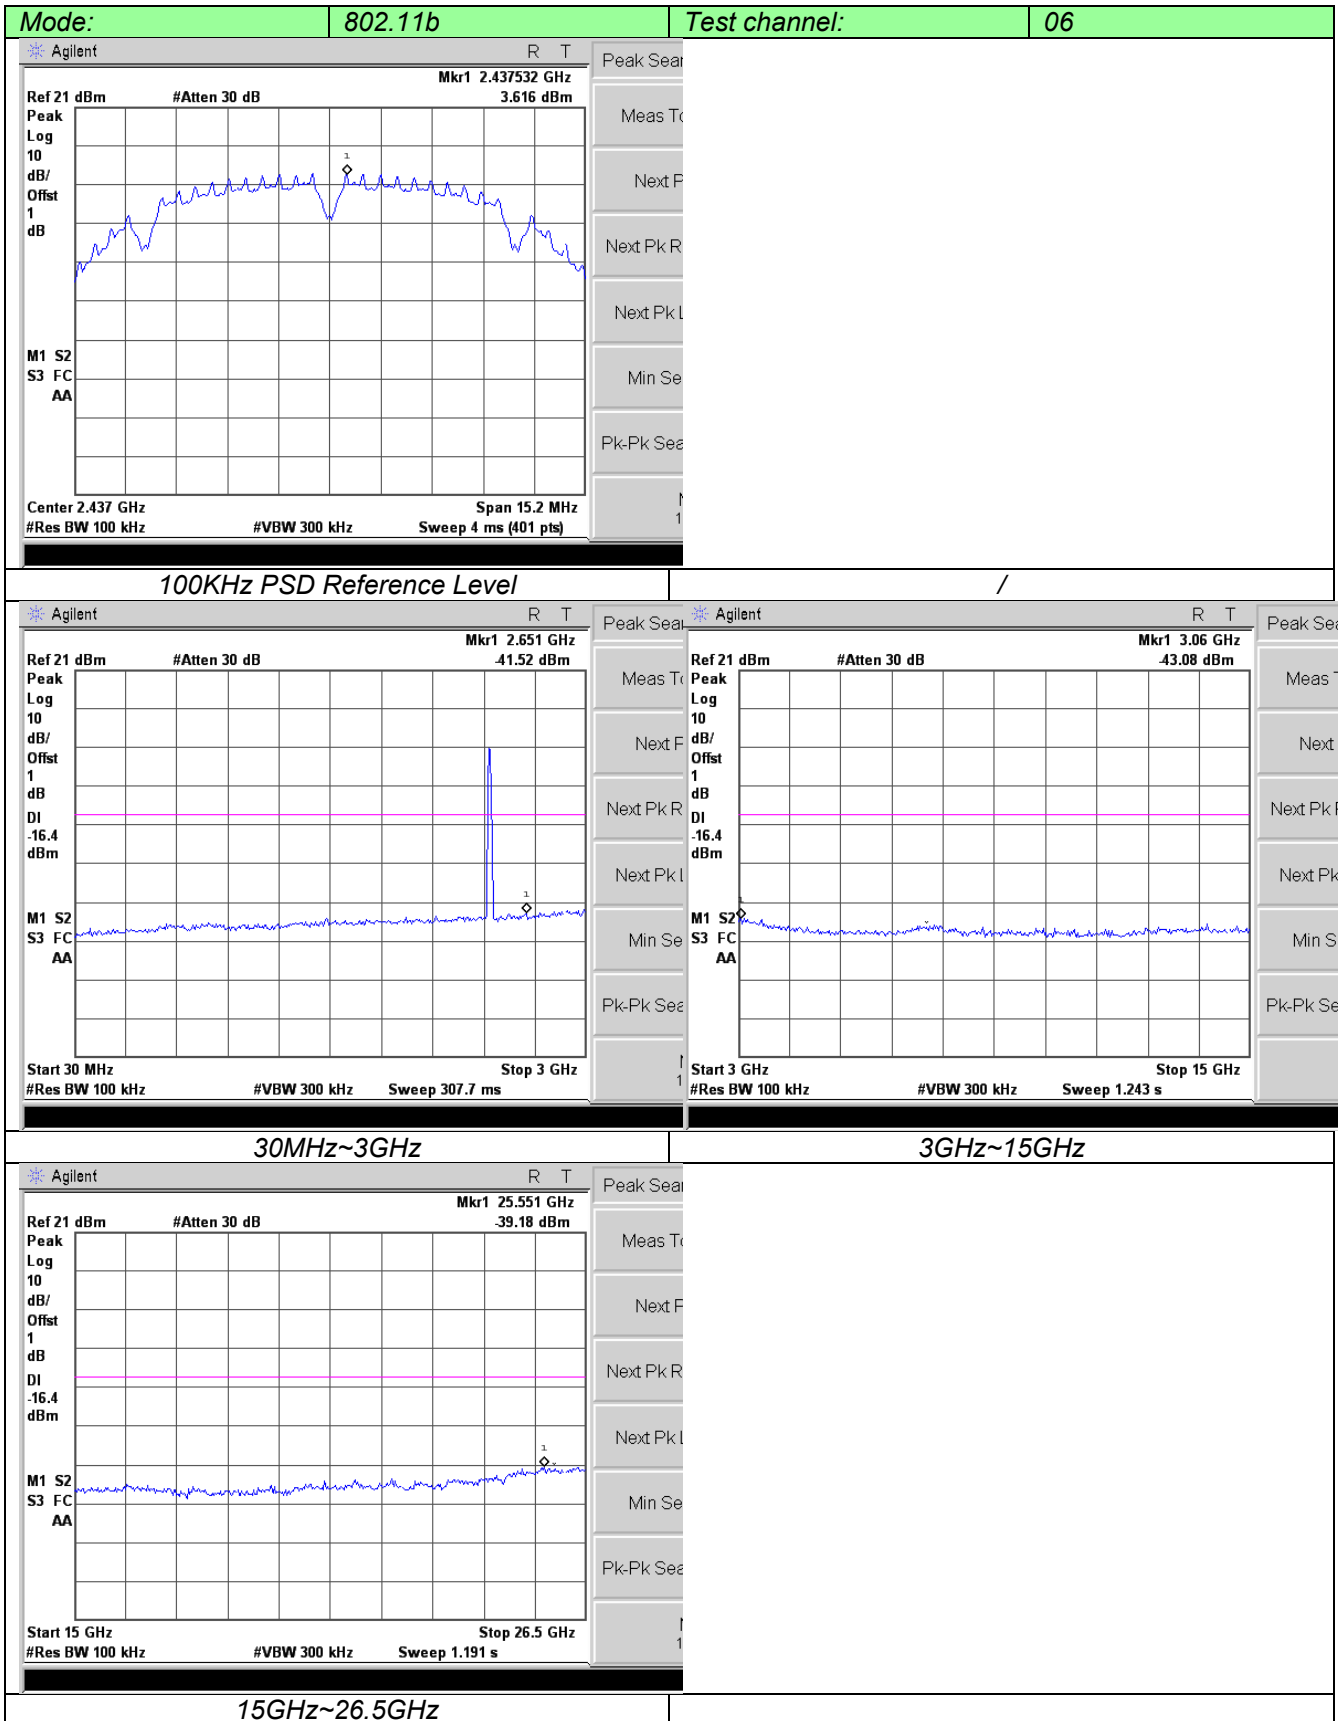 Mode: 802.11b Test channel: 06
Agilent R T
Peak Sear
Mkr1 2.437532 GHz
Ref 21 dBm #Atten 30 dB 3.616 dBm
Peak
Log
10
dB/
Offst
1
dB
1
M1 S2
S3 FC
AA
Center 2.437 GHz Span 15.2 MHz
#Res BW 100 kHz #VBW 300 kHz Sweep 4 ms (401 pts)
Meas To
Next P
Next Pk R
Next Pk L
Min Se
Pk-Pk Sea
1
100KHz PSD Reference Level /
Agilent R T
Peak Sear
Mkr1 2.651 GHz
Ref 21 dBm #Atten 30 dB -41.52 dBm
Peak
Log
10
dB/
Offst
1
dB
DI
-16.4
dBm
1
M1 S2
S3 FC
AA
Start 30 MHz Stop 3 GHz
#Res BW 100 kHz #VBW 300 kHz Sweep 307.7 ms
Meas To
Next P
Next Pk R
Next Pk L
Min Se
Pk-Pk Sea
1
Agilent R T
Peak Sea
Mkr1 3.06 GHz
Ref 21 dBm #Atten 30 dB -43.08 dBm
Peak
Log
10
dB/
Offst
1
dB
DI
-16.4
dBm
1
M1 S2
S3 FC
AA
Start 3 GHz Stop 15 GHz
#Res BW 100 kHz #VBW 300 kHz Sweep 1.243 s
Meas T
Next
Next Pk R
Next Pk
Min S
Pk-Pk Se
30MHz~3GHz 3GHz~15GHz
Agilent R T
Peak Sear
Mkr1 25.551 GHz
Ref 21 dBm #Atten 30 dB -39.18 dBm
Peak
Log
10
dB/
Offst
1
dB
DI
-16.4
dBm
1
M1 S2
S3 FC
AA
Start 15 GHz Stop 26.5 GHz
#Res BW 100 kHz #VBW 300 kHz Sweep 1.191 s
Meas To
Next P
Next Pk R
Next Pk L
Min Se
Pk-Pk Sea
1
15GHz~26.5GHz